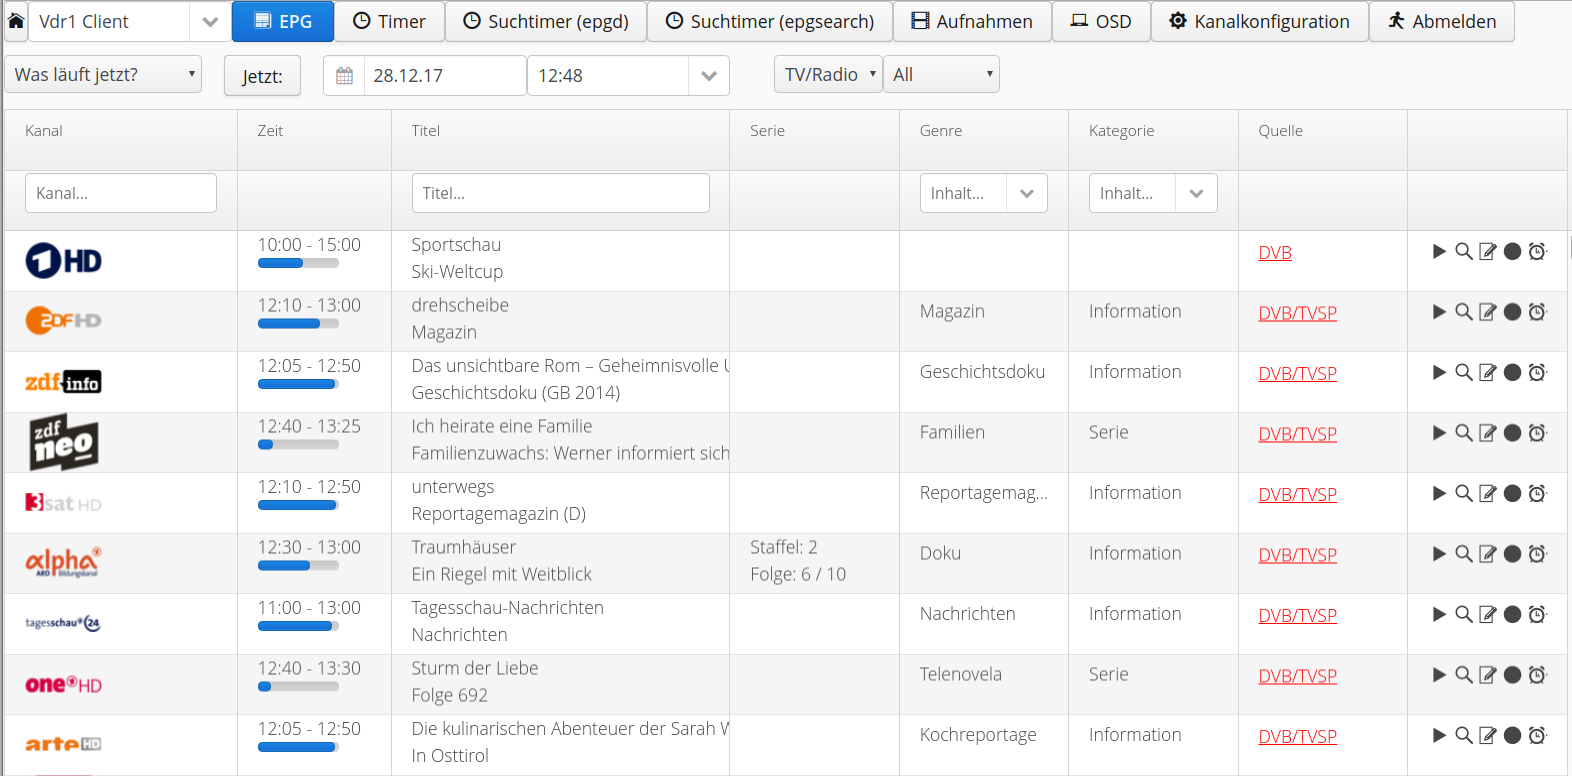 Vdr1 Client EPG Timer Suchtimer (epgd) Suchtimer (epgsearch) Aufnahmen OSD Kanalkonfiguration Abmelden
Was läuft jetzt? Jetzt: 28.12.17 12:48 TV/Radio All
Kanal Zeit Titel Serie Genre Kategorie Quelle
Kanal... Titel... Inhalt... Inhalt...
1 HD 10:00 - 15:00 Sportschau DVB
Ski-Weltcup
ZDF HD 12:10 - 13:00 drehscheibe Magazin Information DVB/TVSP
Magazin
zdf info 12:05 - 12:50 Das unsichtbare Rom – Geheimnisvolle U Geschichtsdoku Information DVB/TVSP
Geschichtsdoku (GB 2014)
zdf neo 12:40 - 13:25 Ich heirate eine Familie Familien Serie DVB/TVSP
Familienzuwachs: Werner informiert sich
3sat HD 12:10 - 12:50 unterwegs Reportagemag... Information DVB/TVSP
Reportagemagazin (D)
alpha 12:30 - 13:00 Traumhäuser Staffel: 2 Doku Information DVB/TVSP
ARD Bildungskanal Ein Riegel mit Weitblick Folge: 6 / 10
tagesschau 24 11:00 - 13:00 Tagesschau-Nachrichten Nachrichten Information DVB/TVSP
Nachrichten
one HD 12:40 - 13:30 Sturm der Liebe Telenovela Serie DVB/TVSP
Folge 692
arte HD 12:05 - 12:50 Die kulinarischen Abenteuer der Sarah W Kochreportage Information DVB/TVSP
In Osttirol